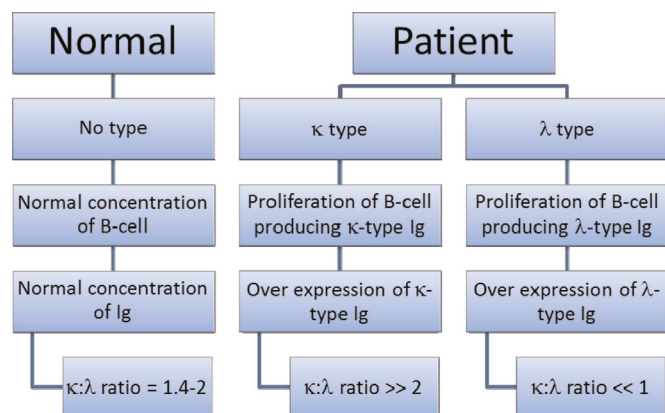 Normal
No type
Normal concentration
of B-cell
Normal concentration
of Ig
κ:λ ratio = 1.4-2
Patient
κ type
Proliferation of B-cell
producing κ-type Ig
Over expression of κ-
type Ig
κ:λ ratio >> 2
λ type
Proliferation of B-cell
producing λ-type Ig
Over expression of λ-
type Ig
κ:λ ratio << 1